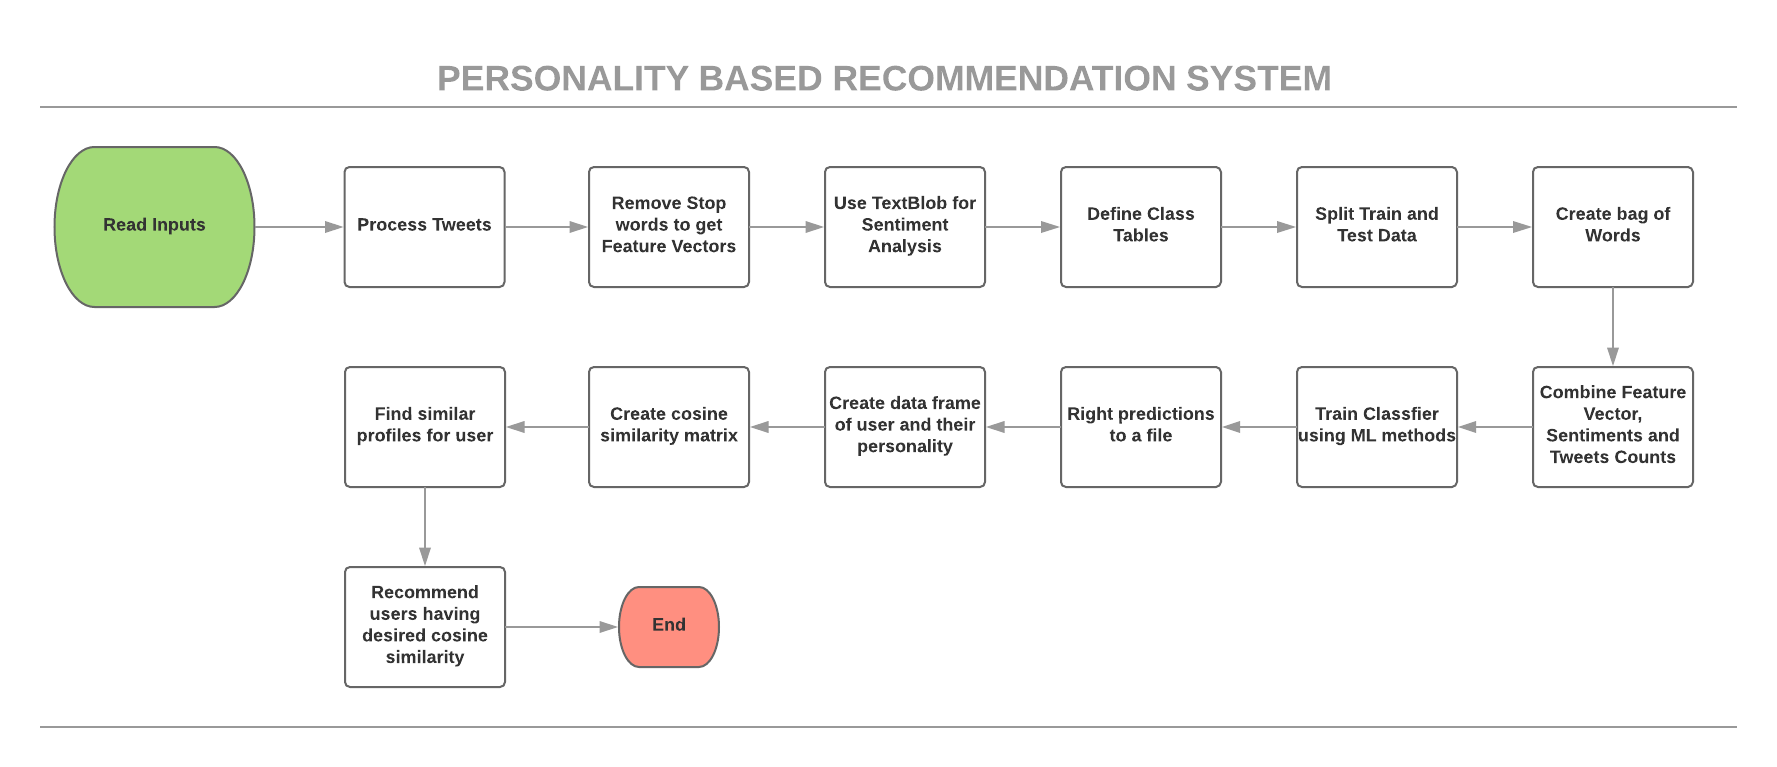 PERSONALITY BASED RECOMMENDATION SYSTEM
Read Inputs
Process Tweets
Remove Stop
words to get
Feature Vectors
Use TextBlob for
Sentiment
Analysis
Define Class
Tables
Split Train and
Test Data
Create bag of
Words
Combine Feature
Vector,
Sentiments and
Tweets Counts
Train Classfier
using ML methods
Right predictions
to a file
Create data frame
of user and their
personality
Create cosine
similarity matrix
Find similar
profiles for user
Recommend
users having
desired cosine
similarity
End